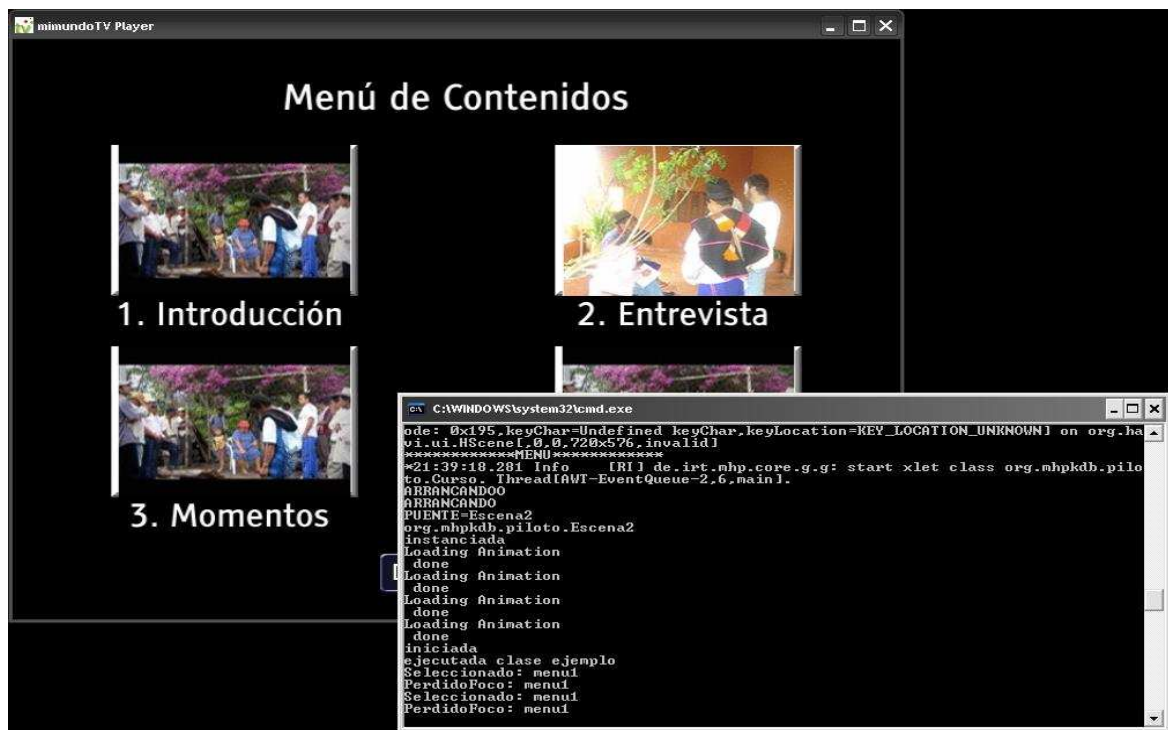 mimundoTV Player
Menú de Contenidos
1. Introducción
2. Entrevista
3. Momentos
C:\WINDOWS\system32\cmd.exe
ode: 0x195,keyChar=Undefined keyChar,keyLocation=KEY_LOCATION_UNKNOWN] on org.ha
vi.ui.HScene[,0,0,720x576,invalid]
************MENU************
*21:39:18.281 Info    [RI] de.irt.mhp.core.g.g: start xlet class org.mhpkdb.pilo
to.Curso. Thread[AWT-EventQueue-2,6,main].
ARRANCANDOO
ARRANCANDO
PUENTE=Escena2
org.mhpkdb.piloto.Escena2
instanciada
Loading Animation
done
Loading Animation
done
Loading Animation
done
Loading Animation
done
iniciada
ejecutada clase ejemplo
Seleccionado: menu1
PerdidoFoco: menu1
Seleccionado: menu1
PerdidoFoco: menu1